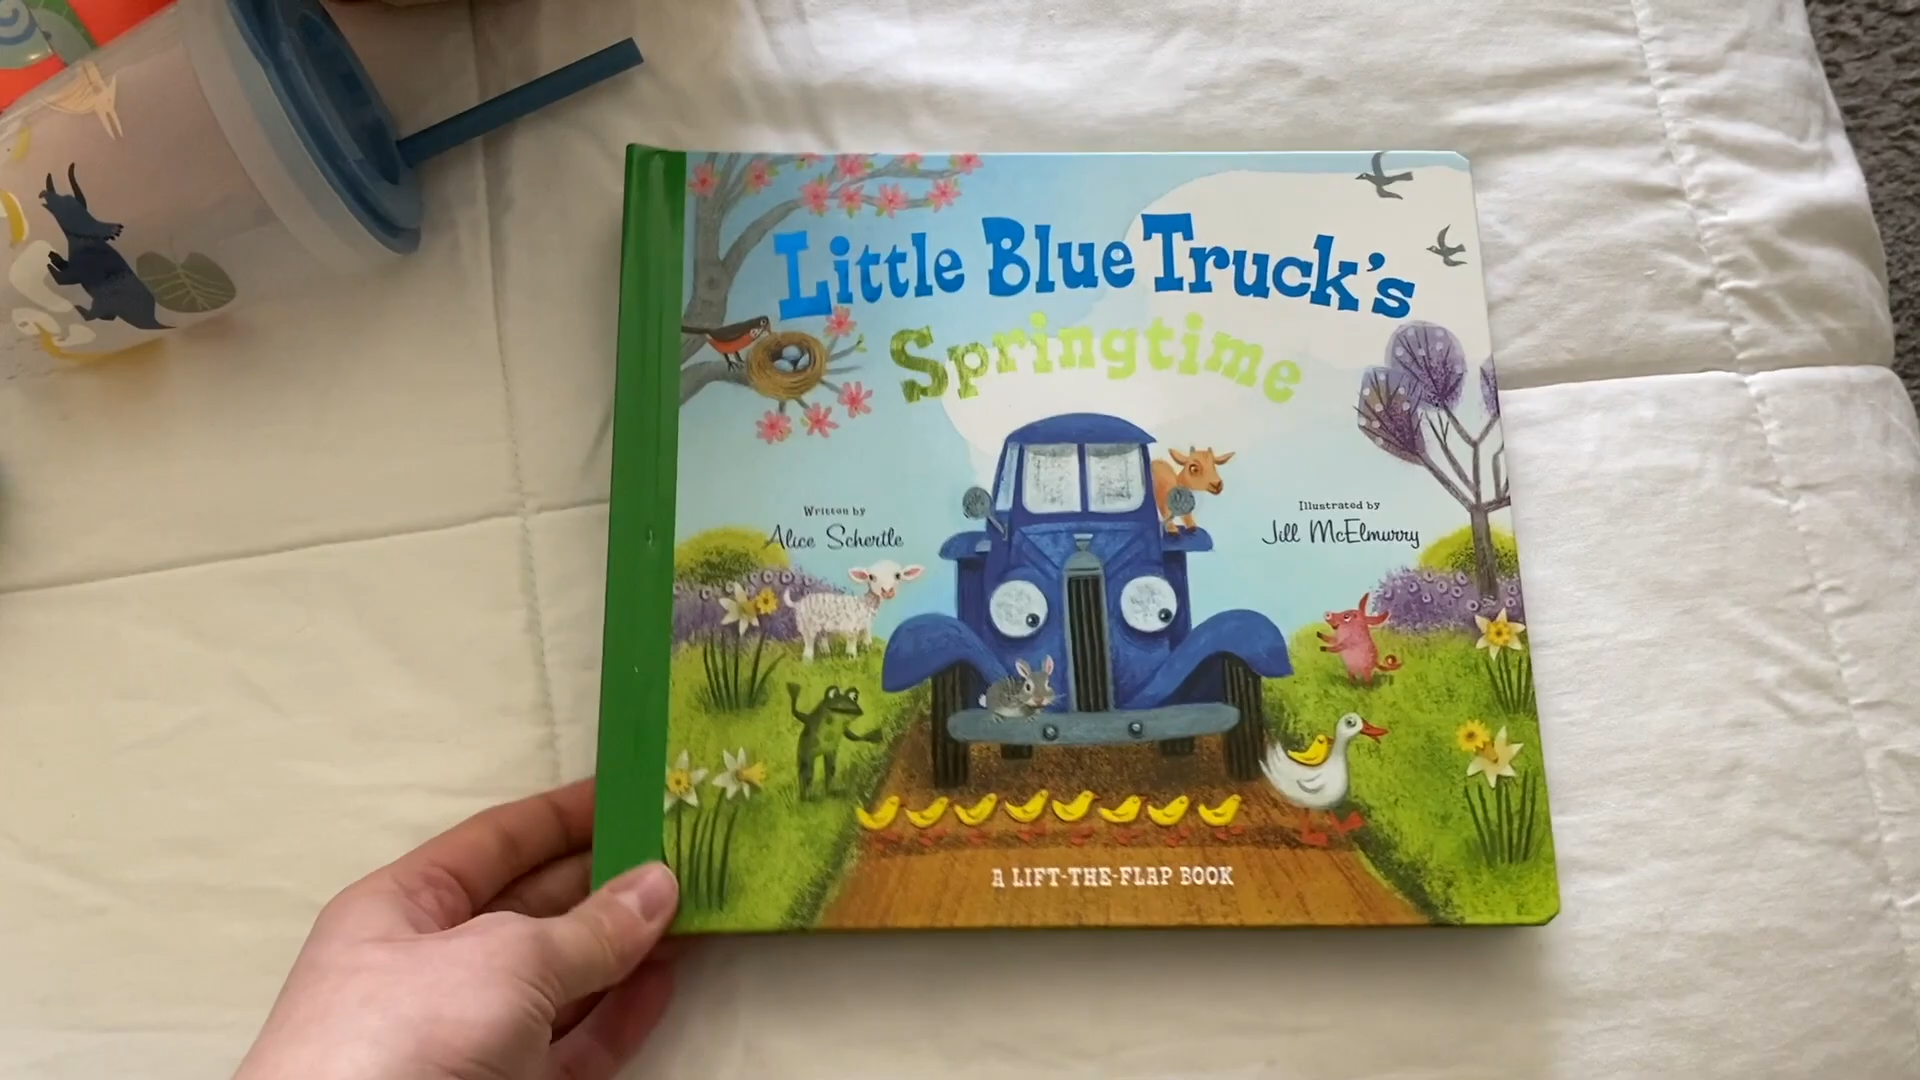 Little Blue Truck's
Springtime
Written by
Alice Schertle
Illustrated by
Jill McElmurry
A LIFT-THE-FLAP BOOK